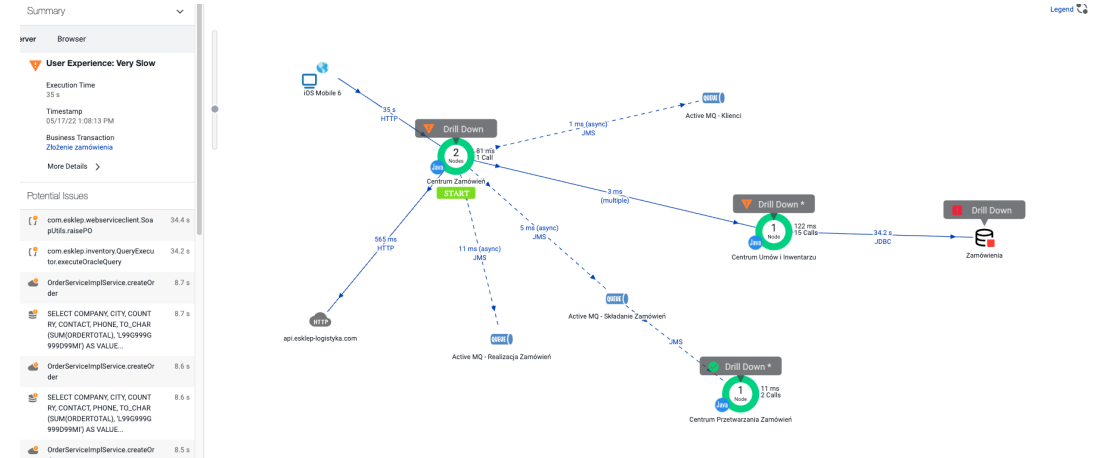 Summary
Legend
erver Browser
User Experience: Very Slow
Execution Time
35 s
Timestamp
05/17/22 1:08:13 PM
Business Transaction
Złożenie zamówienia
More Details
Potential Issues
com.esklep.webserviceclient.Soa
pUtils.raisePO
34.4 s
com.esklep.inventory.QueryExecu
tor.executeOracleQuery
34.2 s
OrderServiceImplService.createOr
der
8.7 s
SELECT COMPANY, CITY, COUNT
RY, CONTACT, PHONE, TO_CHAR
(SUM(ORDERTOTAL), 'L99G999G
999D99MI') AS VALUE...
8.7 s
OrderServiceImplService.createOr
der
8.6 s
SELECT COMPANY, CITY, COUNT
RY, CONTACT, PHONE, TO_CHAR
(SUM(ORDERTOTAL), 'L99G999G
999D99MI') AS VALUE...
8.6 s
OrderServiceImplService.createOr
8.5 s
iOS Mobile 6
35 s
HTTP
Drill Down
2
Nodes
Java
81 ms
1 Call
Centrum Zamówień
START
1 ms (async)
JMS
QUEUE
Active MQ - Klienci
3 ms
(multiple)
Drill Down *
1
Node
Java
122 ms
15 Calls
Centrum Umów i Inwentarzu
34.2 s
JDBC
Drill Down
Zamówienia
565 ms
HTTP
HTTP
api.esklep-logistyka.com
11 ms (async)
JMS
QUEUE
Active MQ - Realizacja Zamówień
5 ms (async)
JMS
QUEUE
Active MQ - Składanie Zamówień
JMS
Drill Down *
1
Node
Java
11 ms
2 Calls
Centrum Przetwarzania Zamówień